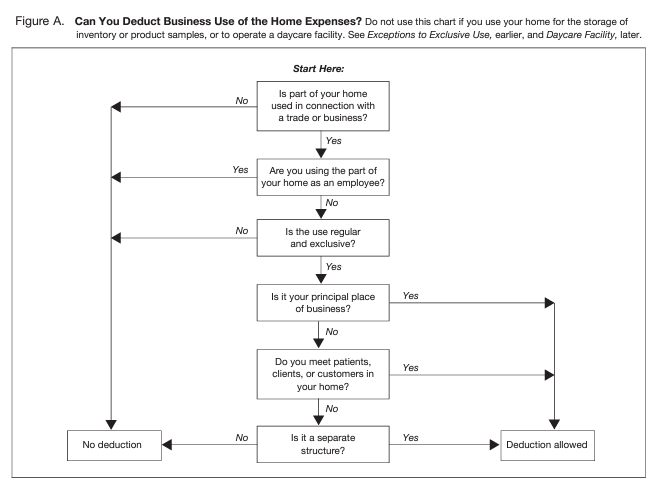 Figure A. Can You Deduct Business Use of the Home Expenses? Do not use this chart if you use your home for the storage of
inventory or product samples, or to operate a daycare facility. See Exceptions to Exclusive Use, earlier, and Daycare Facility, later.
Start Here:
Is part of your home
used in connection with
a trade or business?
No
Yes
Are you using the part of
your home as an employee?
Yes
No
Is the use regular
and exclusive?
No
Yes
Is it your principal place
of business?
Yes
No
Do you meet patients,
clients, or customers in
your home?
Yes
No
Is it a separate
structure?
No
Yes
No deduction
Deduction allowed